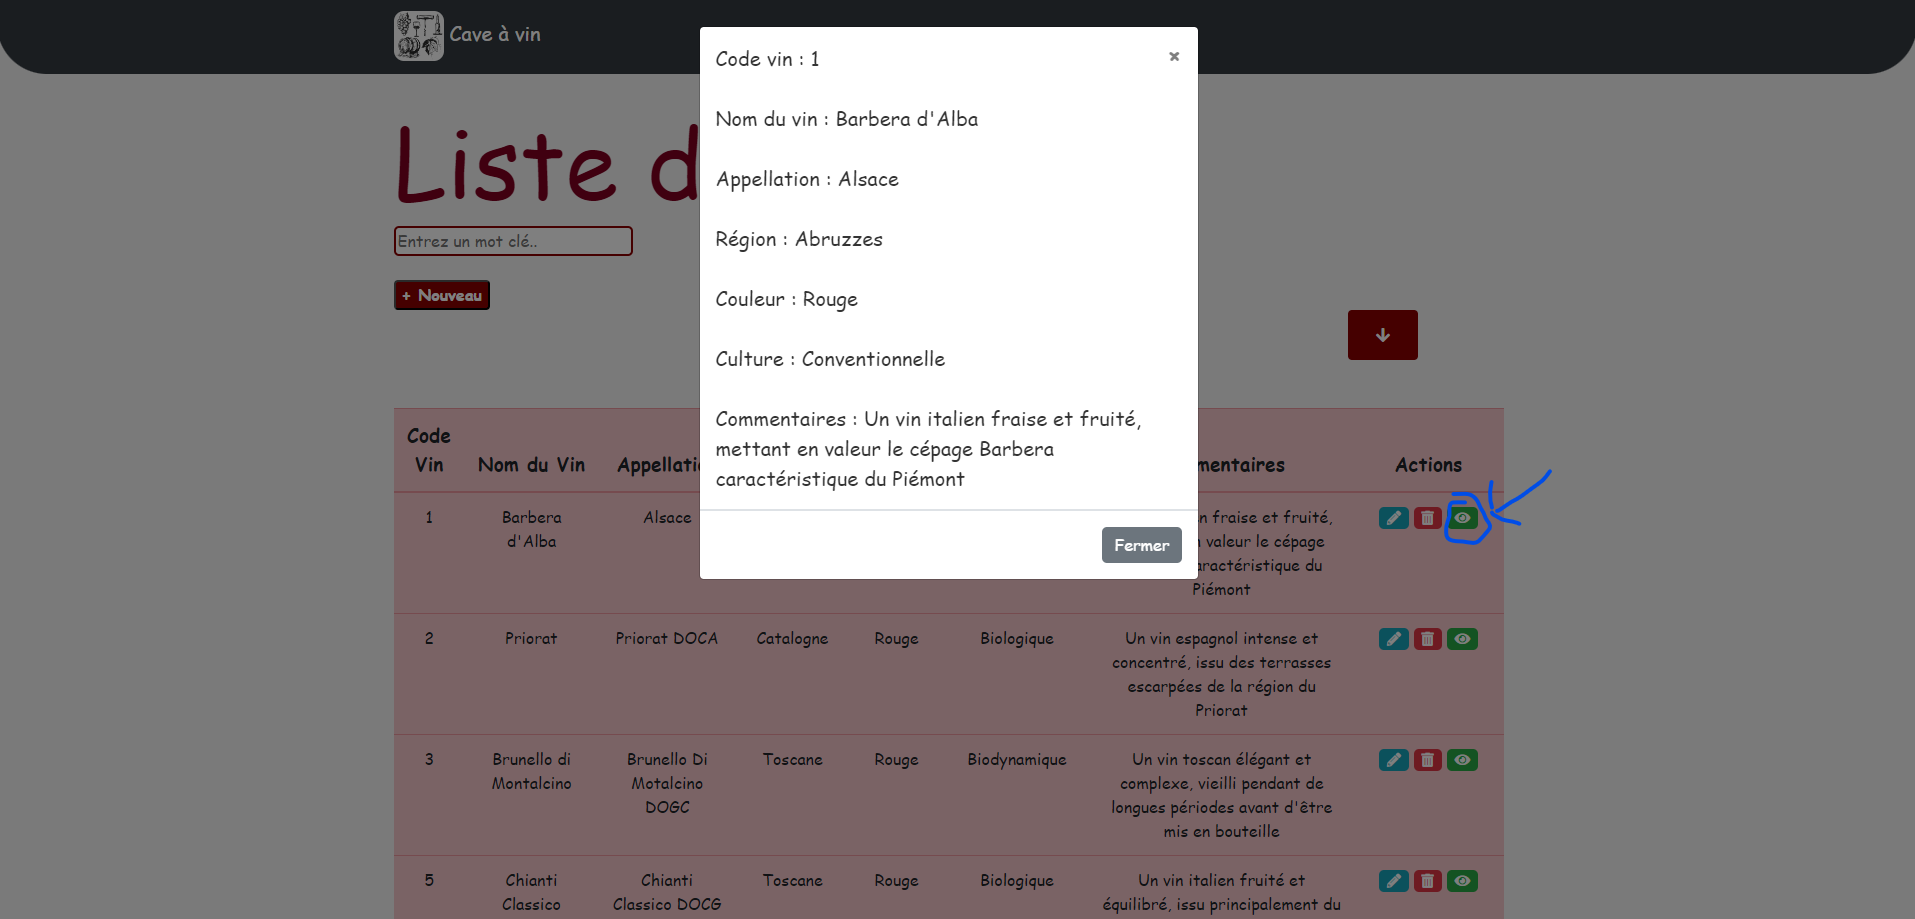 Cave à vin
Code vin : 1
×
Nom du vin : Barbera d'Alba
Appellation : Alsace
Région : Abruzzes
Couleur : Rouge
Culture : Conventionnelle
Commentaires : Un vin italien fraise et fruité,
mettant en valeur le cépage Barbera
caractéristique du Piémont
Fermer
Liste d
Entrez un mot clé..
+ Nouveau
Code
Vin Nom du Vin Appellati mentaires Actions
1 Barbera Alsace n fraise et fruité,
d'Alba valeur le cépage
aractéristique du
Piémont
2 Priorat Priorat DOCA Catalogne Rouge Biologique Un vin espagnol intense et
concentré, issu des terrasses
escarpées de la région du
Priorat
3 Brunello di Brunello Di Toscane Rouge Biodynamique Un vin toscan élégant et
Montalcino Motalcino complexe, vieilli pendant de
DOGC longues périodes avant d'être
mis en bouteille
5 Chianti Chianti Toscane Rouge Biologique Un vin italien fruité et
Classico Classico DOCG équilibré, issu principalement du